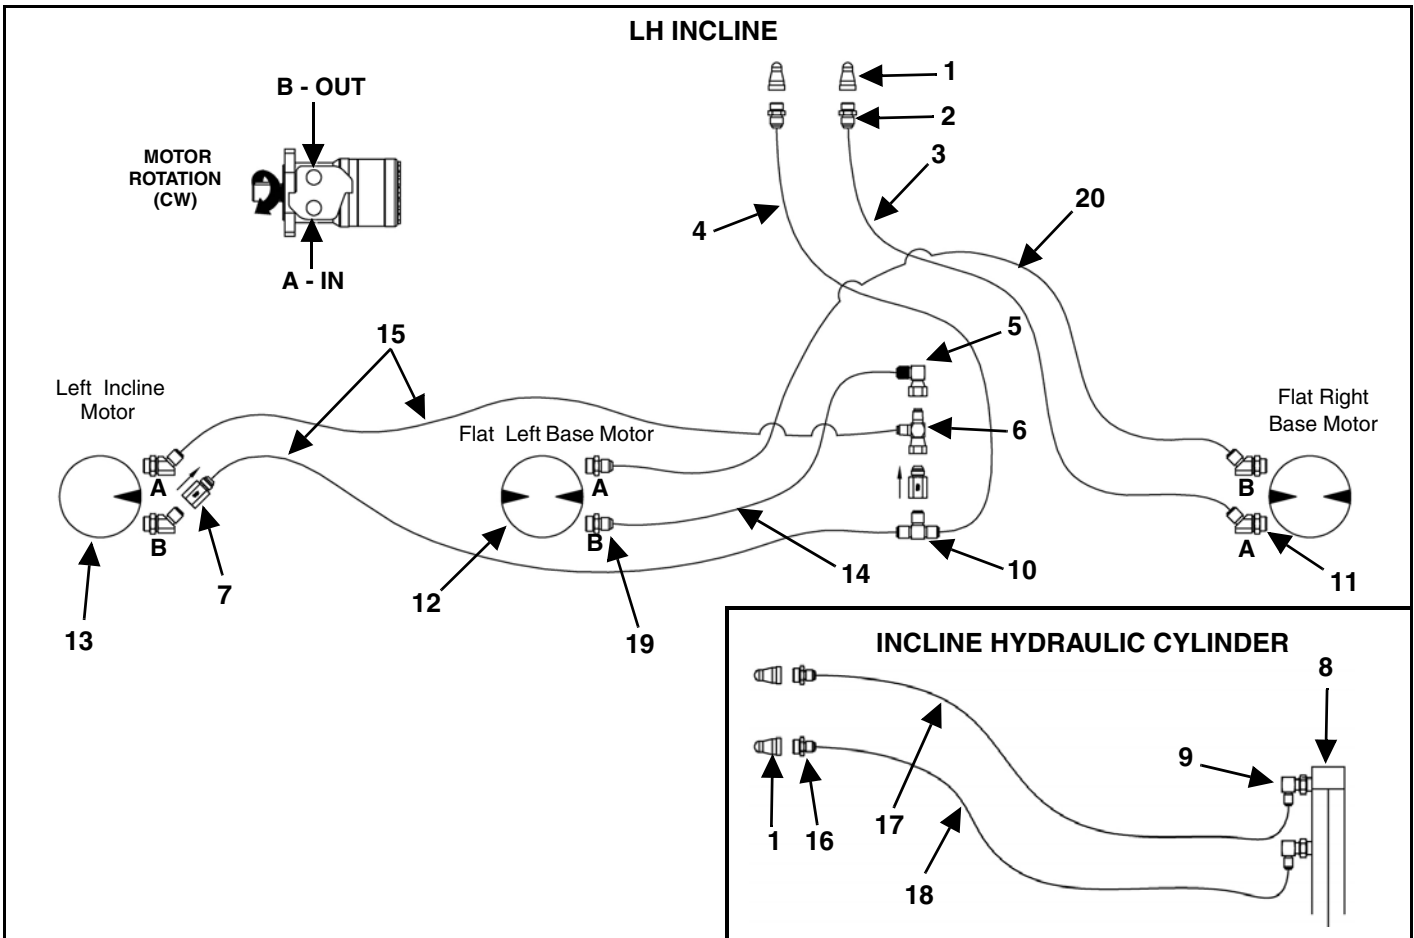 LH INCLINE
B - OUT
MOTOR
ROTATION
(CW)
A - IN
1
2
3
4
20
5
15
6
Left Incline
Motor
Flat Left Base Motor
Flat Right
Base Motor
A
B
A
B
B
A
7
13
12
19
14
10
11
INCLINE HYDRAULIC CYLINDER
8
9
17
1
16
18